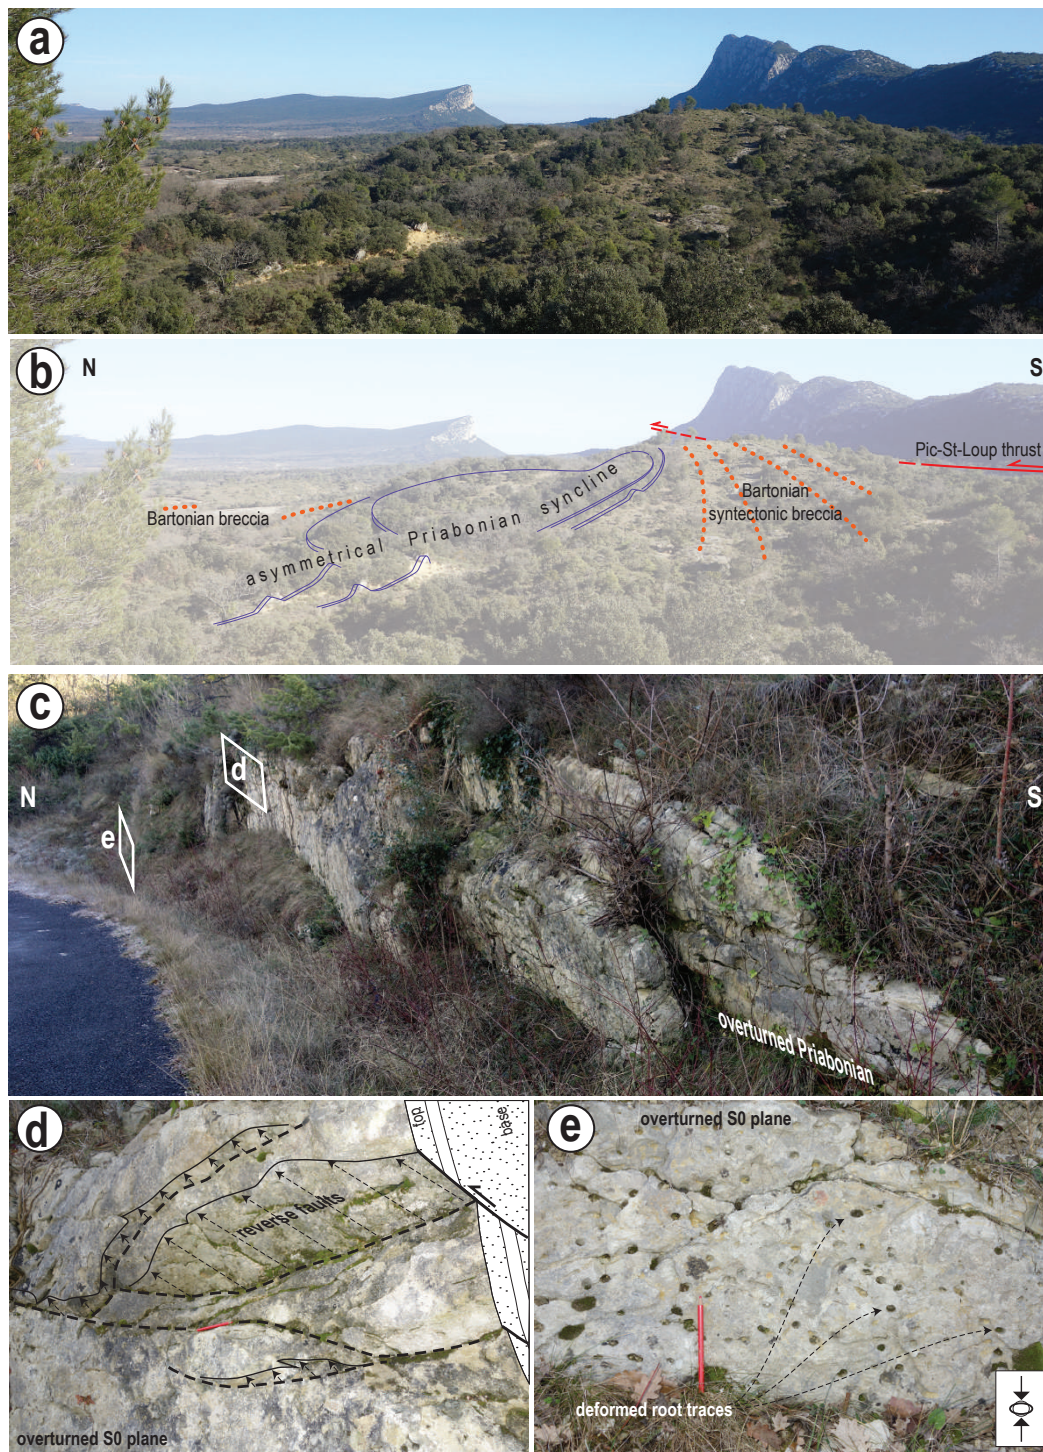 a
b
N
S
Pic-St-Loup thrust
Bartonian breccia
asymmetrical Priabonian syncline
Bartonian
syntectonic breccia
c
N
S
d
e
overturned Priabonian
d
top
base
reverse faults
overturned S0 plane
e
overturned S0 plane
deformed root traces